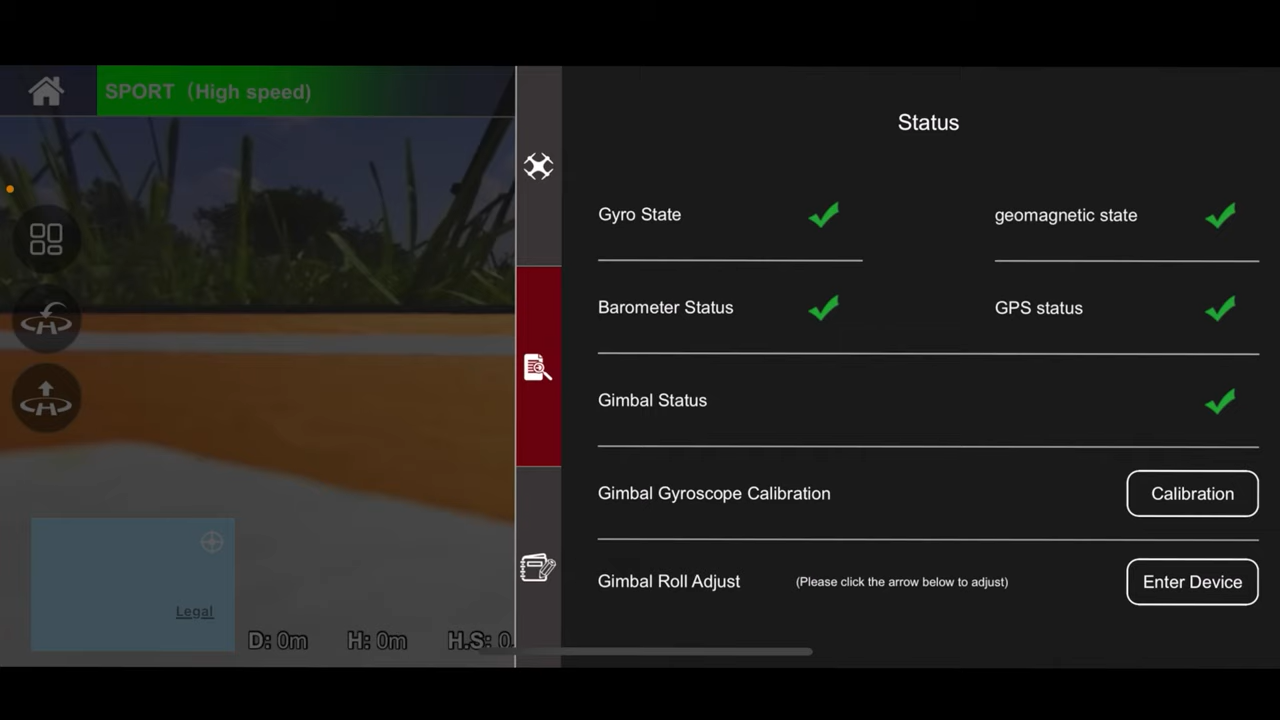 SPORT（High speed)
Status
Gyro State
geomagnetic state
Barometer Status
GPS status
Gimbal Status
Gimbal Gyroscope Calibration
Calibration
Gimbal Roll Adjust
(Please click the arrow below to adjust)
Enter Device
Legal
D: 0m
H: 0m
H.S: 0.